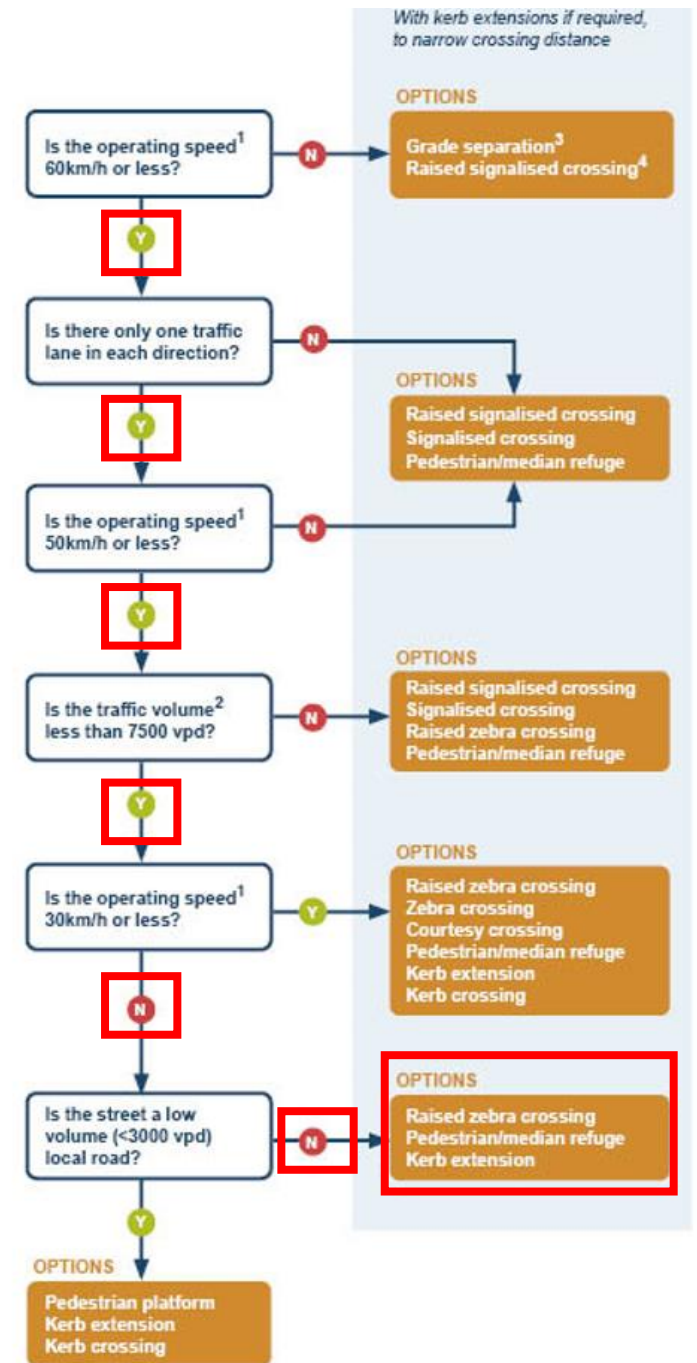 With kerb extensions if required,
to narrow crossing distance
OPTIONS
Is the operating speed¹
60km/h or less?
N
Grade separation³
Raised signalised crossing⁴
Y
Is there only one traffic
lane in each direction?
N
OPTIONS
Raised signalised crossing
Signalised crossing
Pedestrian/median refuge
Y
Is the operating speed¹
50km/h or less?
N
Y
OPTIONS
Is the traffic volume²
less than 7500 vpd?
N
Raised signalised crossing
Signalised crossing
Raised zebra crossing
Pedestrian/median refuge
Y
OPTIONS
Is the operating speed¹
30km/h or less?
Y
Raised zebra crossing
Zebra crossing
Courtesy crossing
Pedestrian/median refuge
Kerb extension
Kerb crossing
N
OPTIONS
Is the street a low
volume (<3000 vpd)
local road?
N
Raised zebra crossing
Pedestrian/median refuge
Kerb extension
Y
OPTIONS
Pedestrian platform
Kerb extension
Kerb crossing